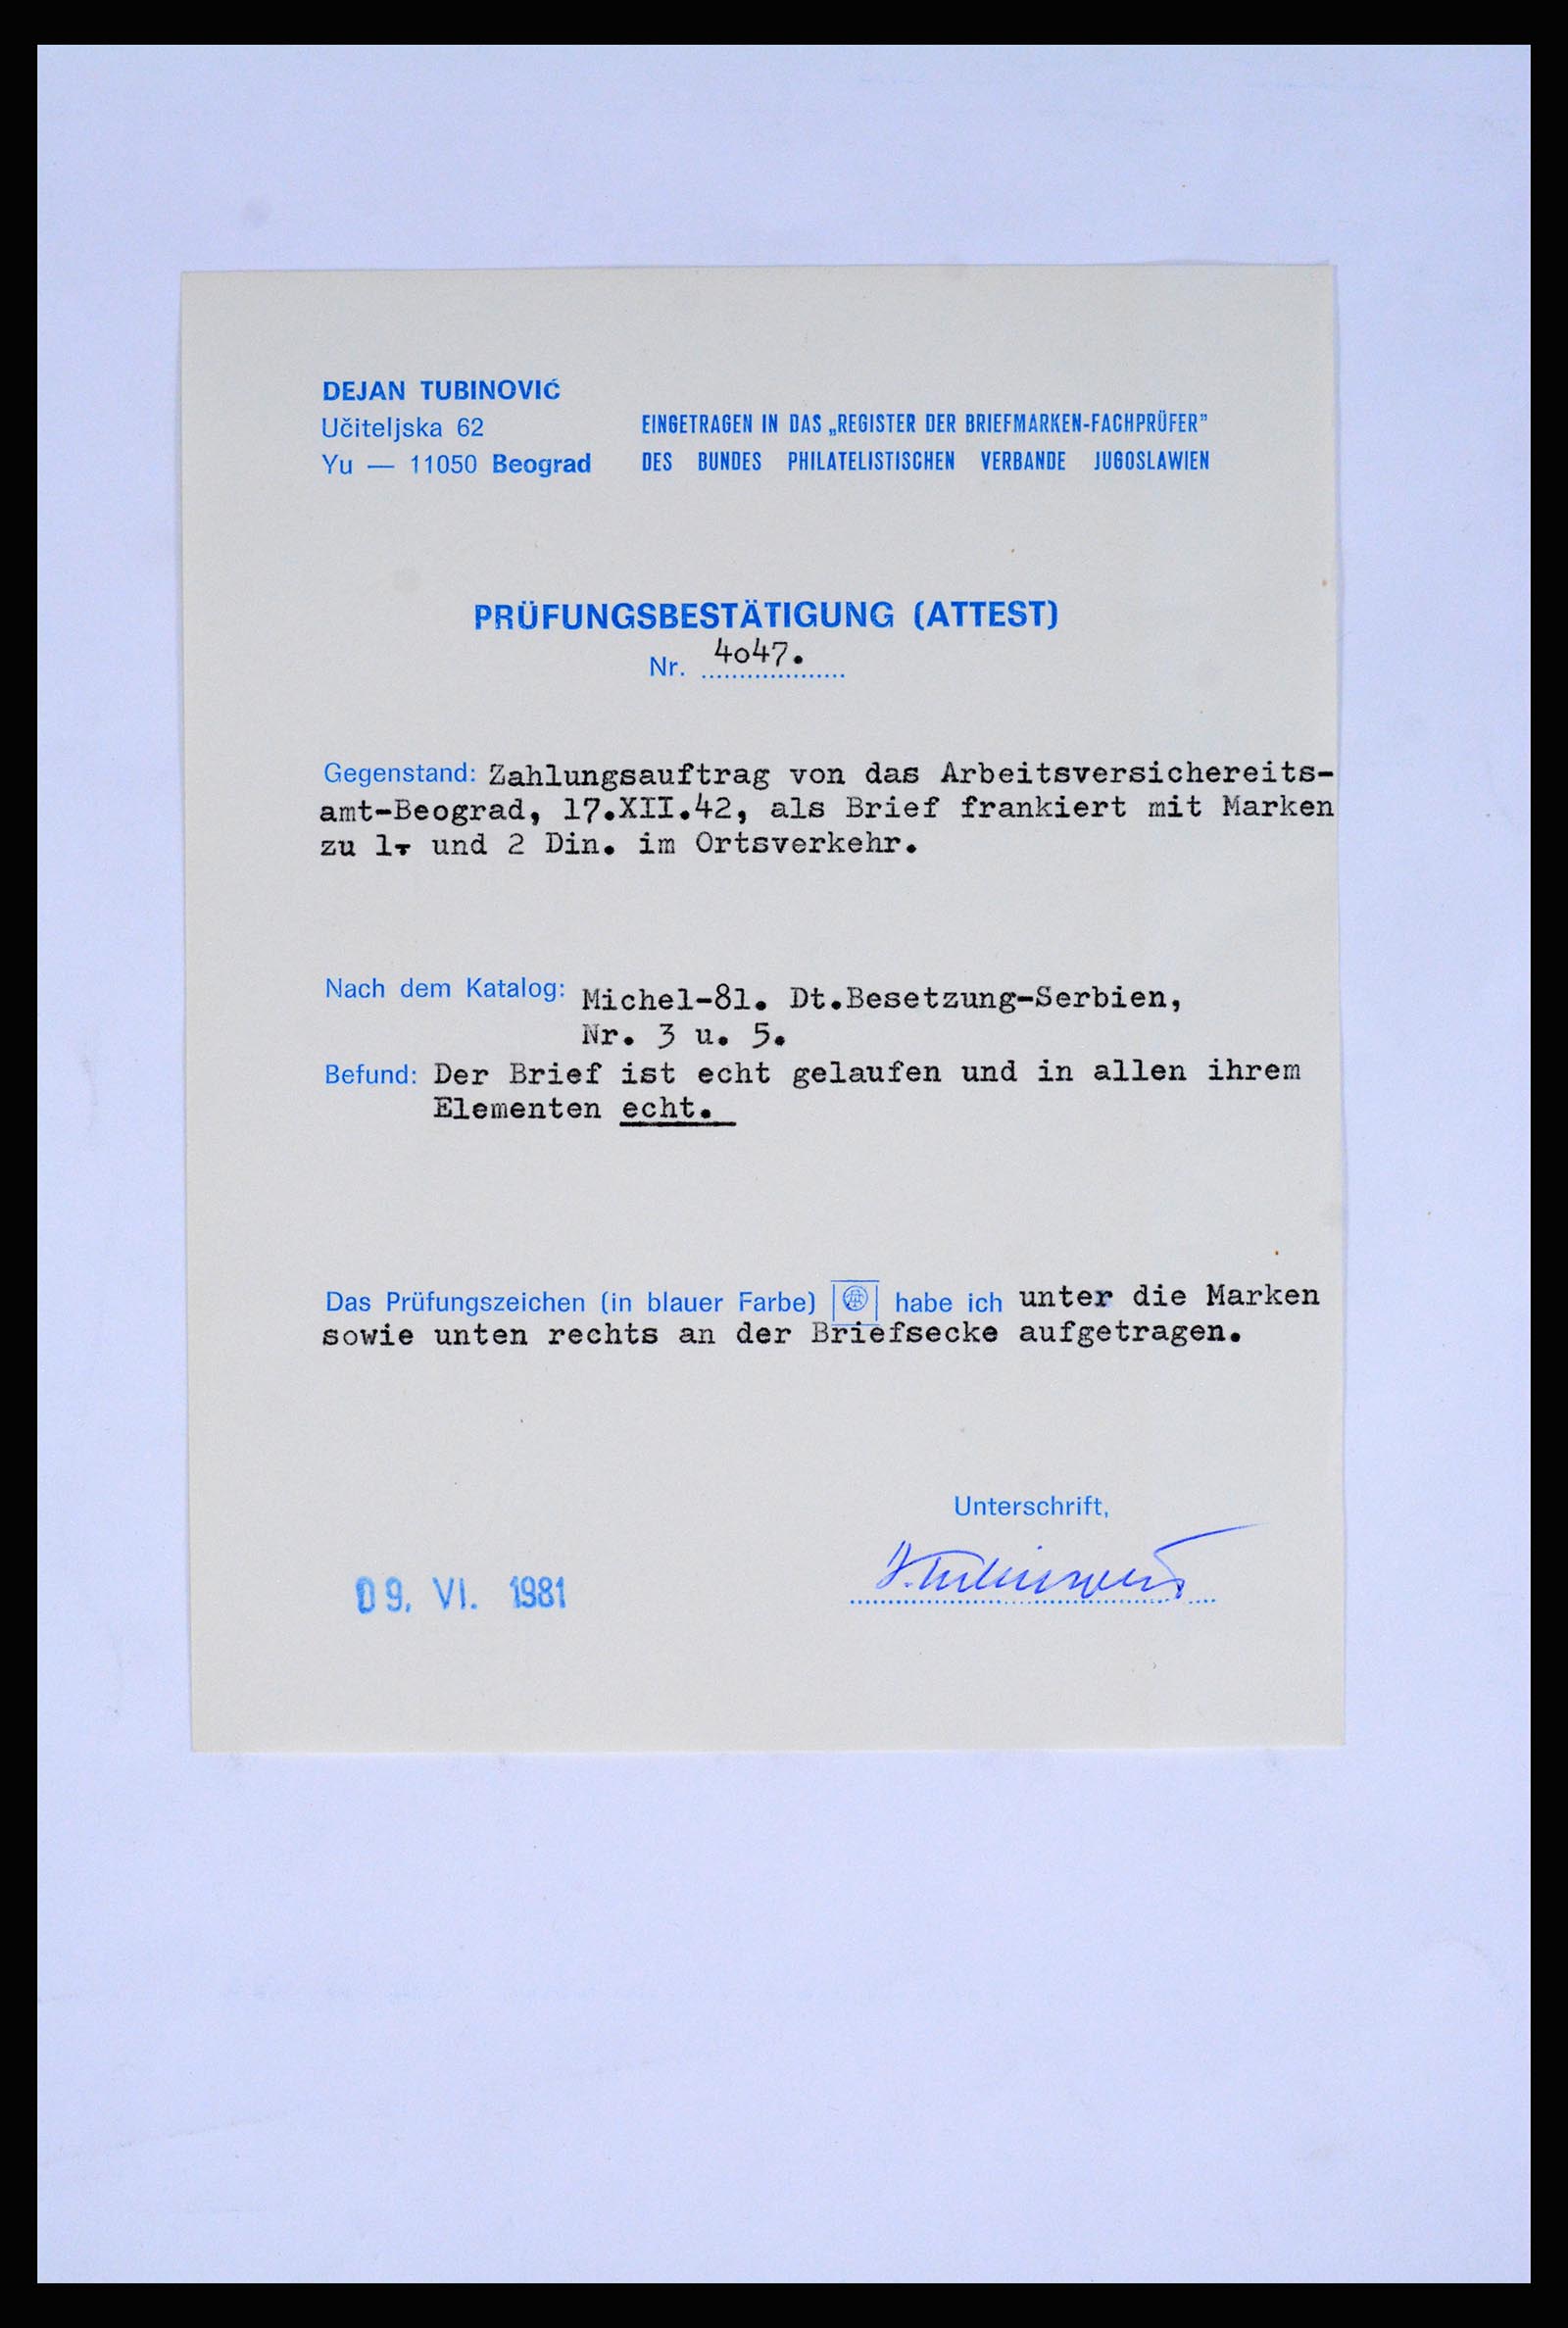 DEJAN TUBINOVIĆ
Učiteljska 62
Yu — 11050 Beograd
EINGETRAGEN IN DAS „REGISTER DER BRIEFMARKEN-FACHPRÜFER”
DES BUNDES PHILATELISTISCHEN VERBANDE JUGOSLAWIEN
PRÜFUNGSBESTÄTIGUNG (ATTEST)
Nr. 4o47.
Gegenstand: Zahlungsauftrag von das Arbeitsversichereits-
amt-Beograd, 17.XII.42, als Brief frankiert mit Marken
zu 1.- und 2 Din. im Ortsverkehr.
Nach dem Katalog: Michel-81. Dt.Besetzung-Serbien,
Nr. 3 u. 5.
Befund: Der Brief ist echt gelaufen und in allen ihrem
Elementen echt.
Das Prüfungszeichen (in blauer Farbe) habe ich unter die Marken
sowie unten rechts an der Briefsecke aufgetragen.
Unterschrift,
D. Tubinović
09. VI. 1981